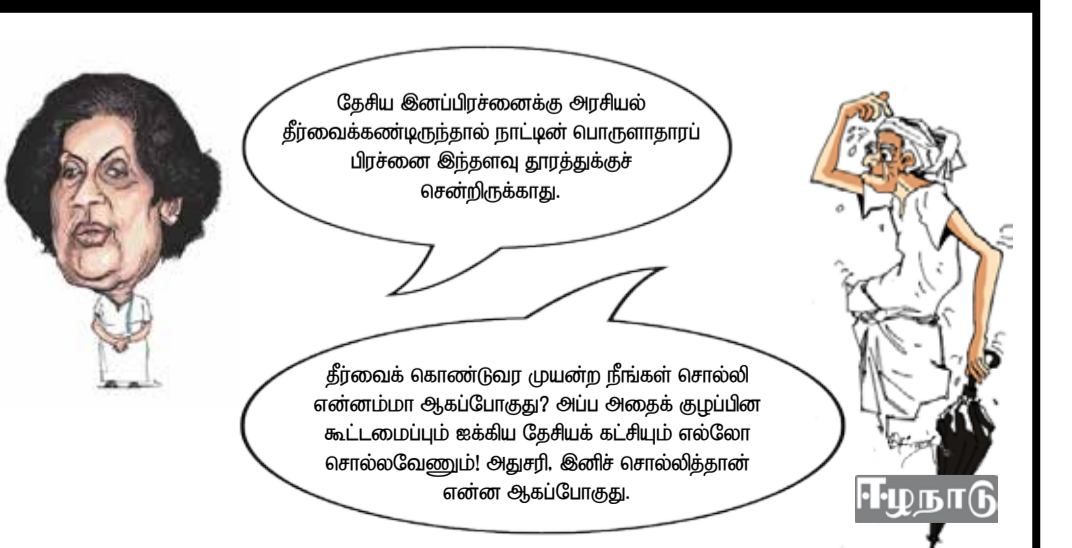 தேசிய இனப்பிரச்னைக்கு அரசியல்
தீர்வைக்கண்டிருந்தால் நாட்டின் பொருளாதாரப்
பிரச்னை இந்தளவு தூரத்துக்குச்
சென்றிருக்காது.
தீர்வைக் கொண்டுவர முயன்ற நீங்கள் சொல்லி
என்னம்மா ஆகப்போகுது? அப்ப அதைக் குழப்பின
கூட்டமைப்பும் ஐக்கிய தேசியக் கட்சியும் எல்லோ
சொல்லவேணும்! அதுசரி. இனிச் சொல்லித்தான்
என்ன ஆகப்போகுது.
ஈழநாடு